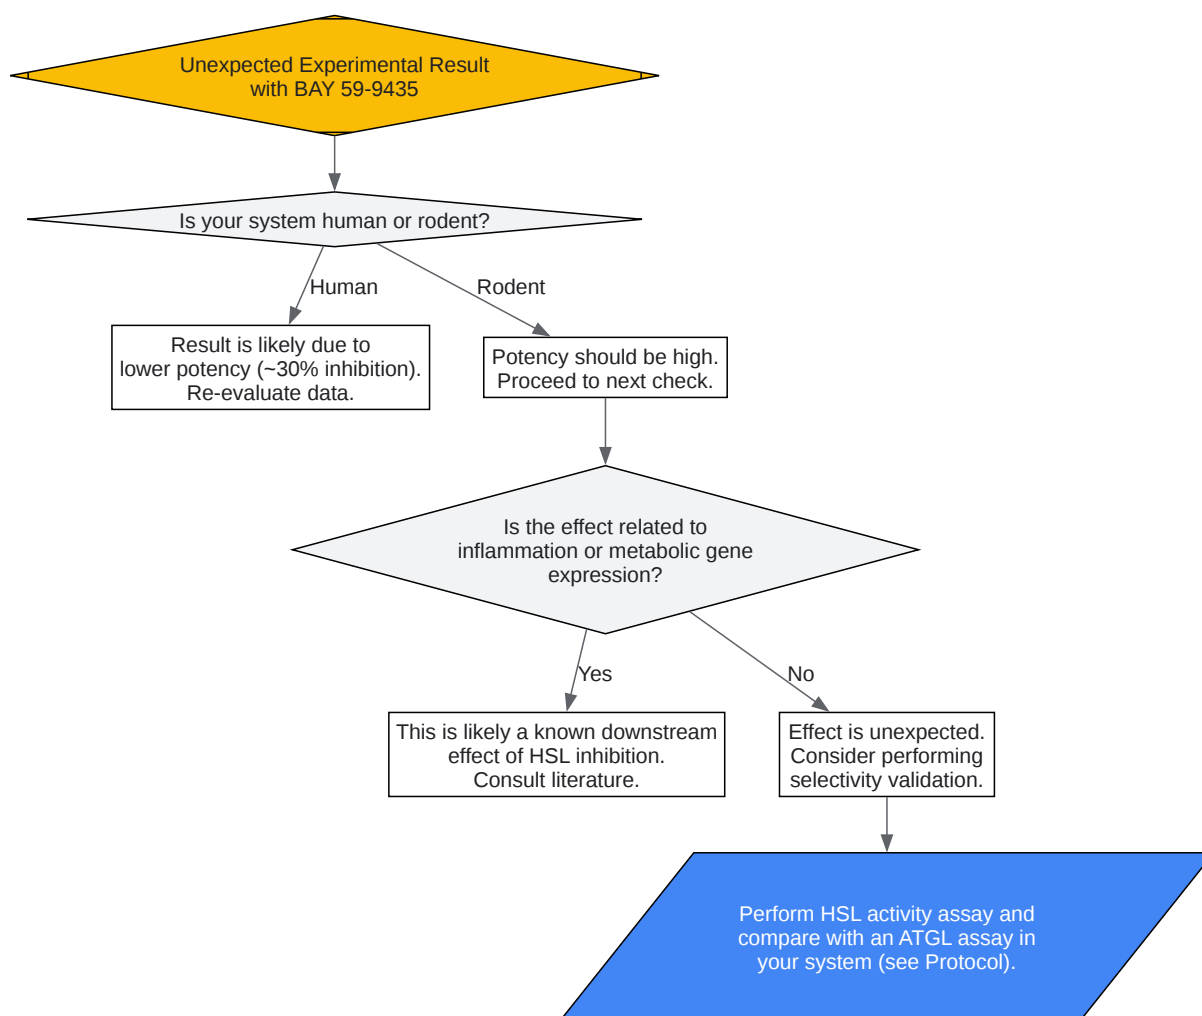 Unexpected Experimental Result
with BAY 59-9435
Is your system human or rodent?
Human
Rodent
Result is likely due to
lower potency (~30% inhibition).
Re-evaluate data.
Potency should be high.
Proceed to next check.
Is the effect related to
inflammation or metabolic gene
expression?
Yes
No
This is likely a known downstream
effect of HSL inhibition.
Consult literature.
Effect is unexpected.
Consider performing
selectivity validation.
Perform HSL activity assay and
compare with an ATGL assay in
your system (see Protocol).